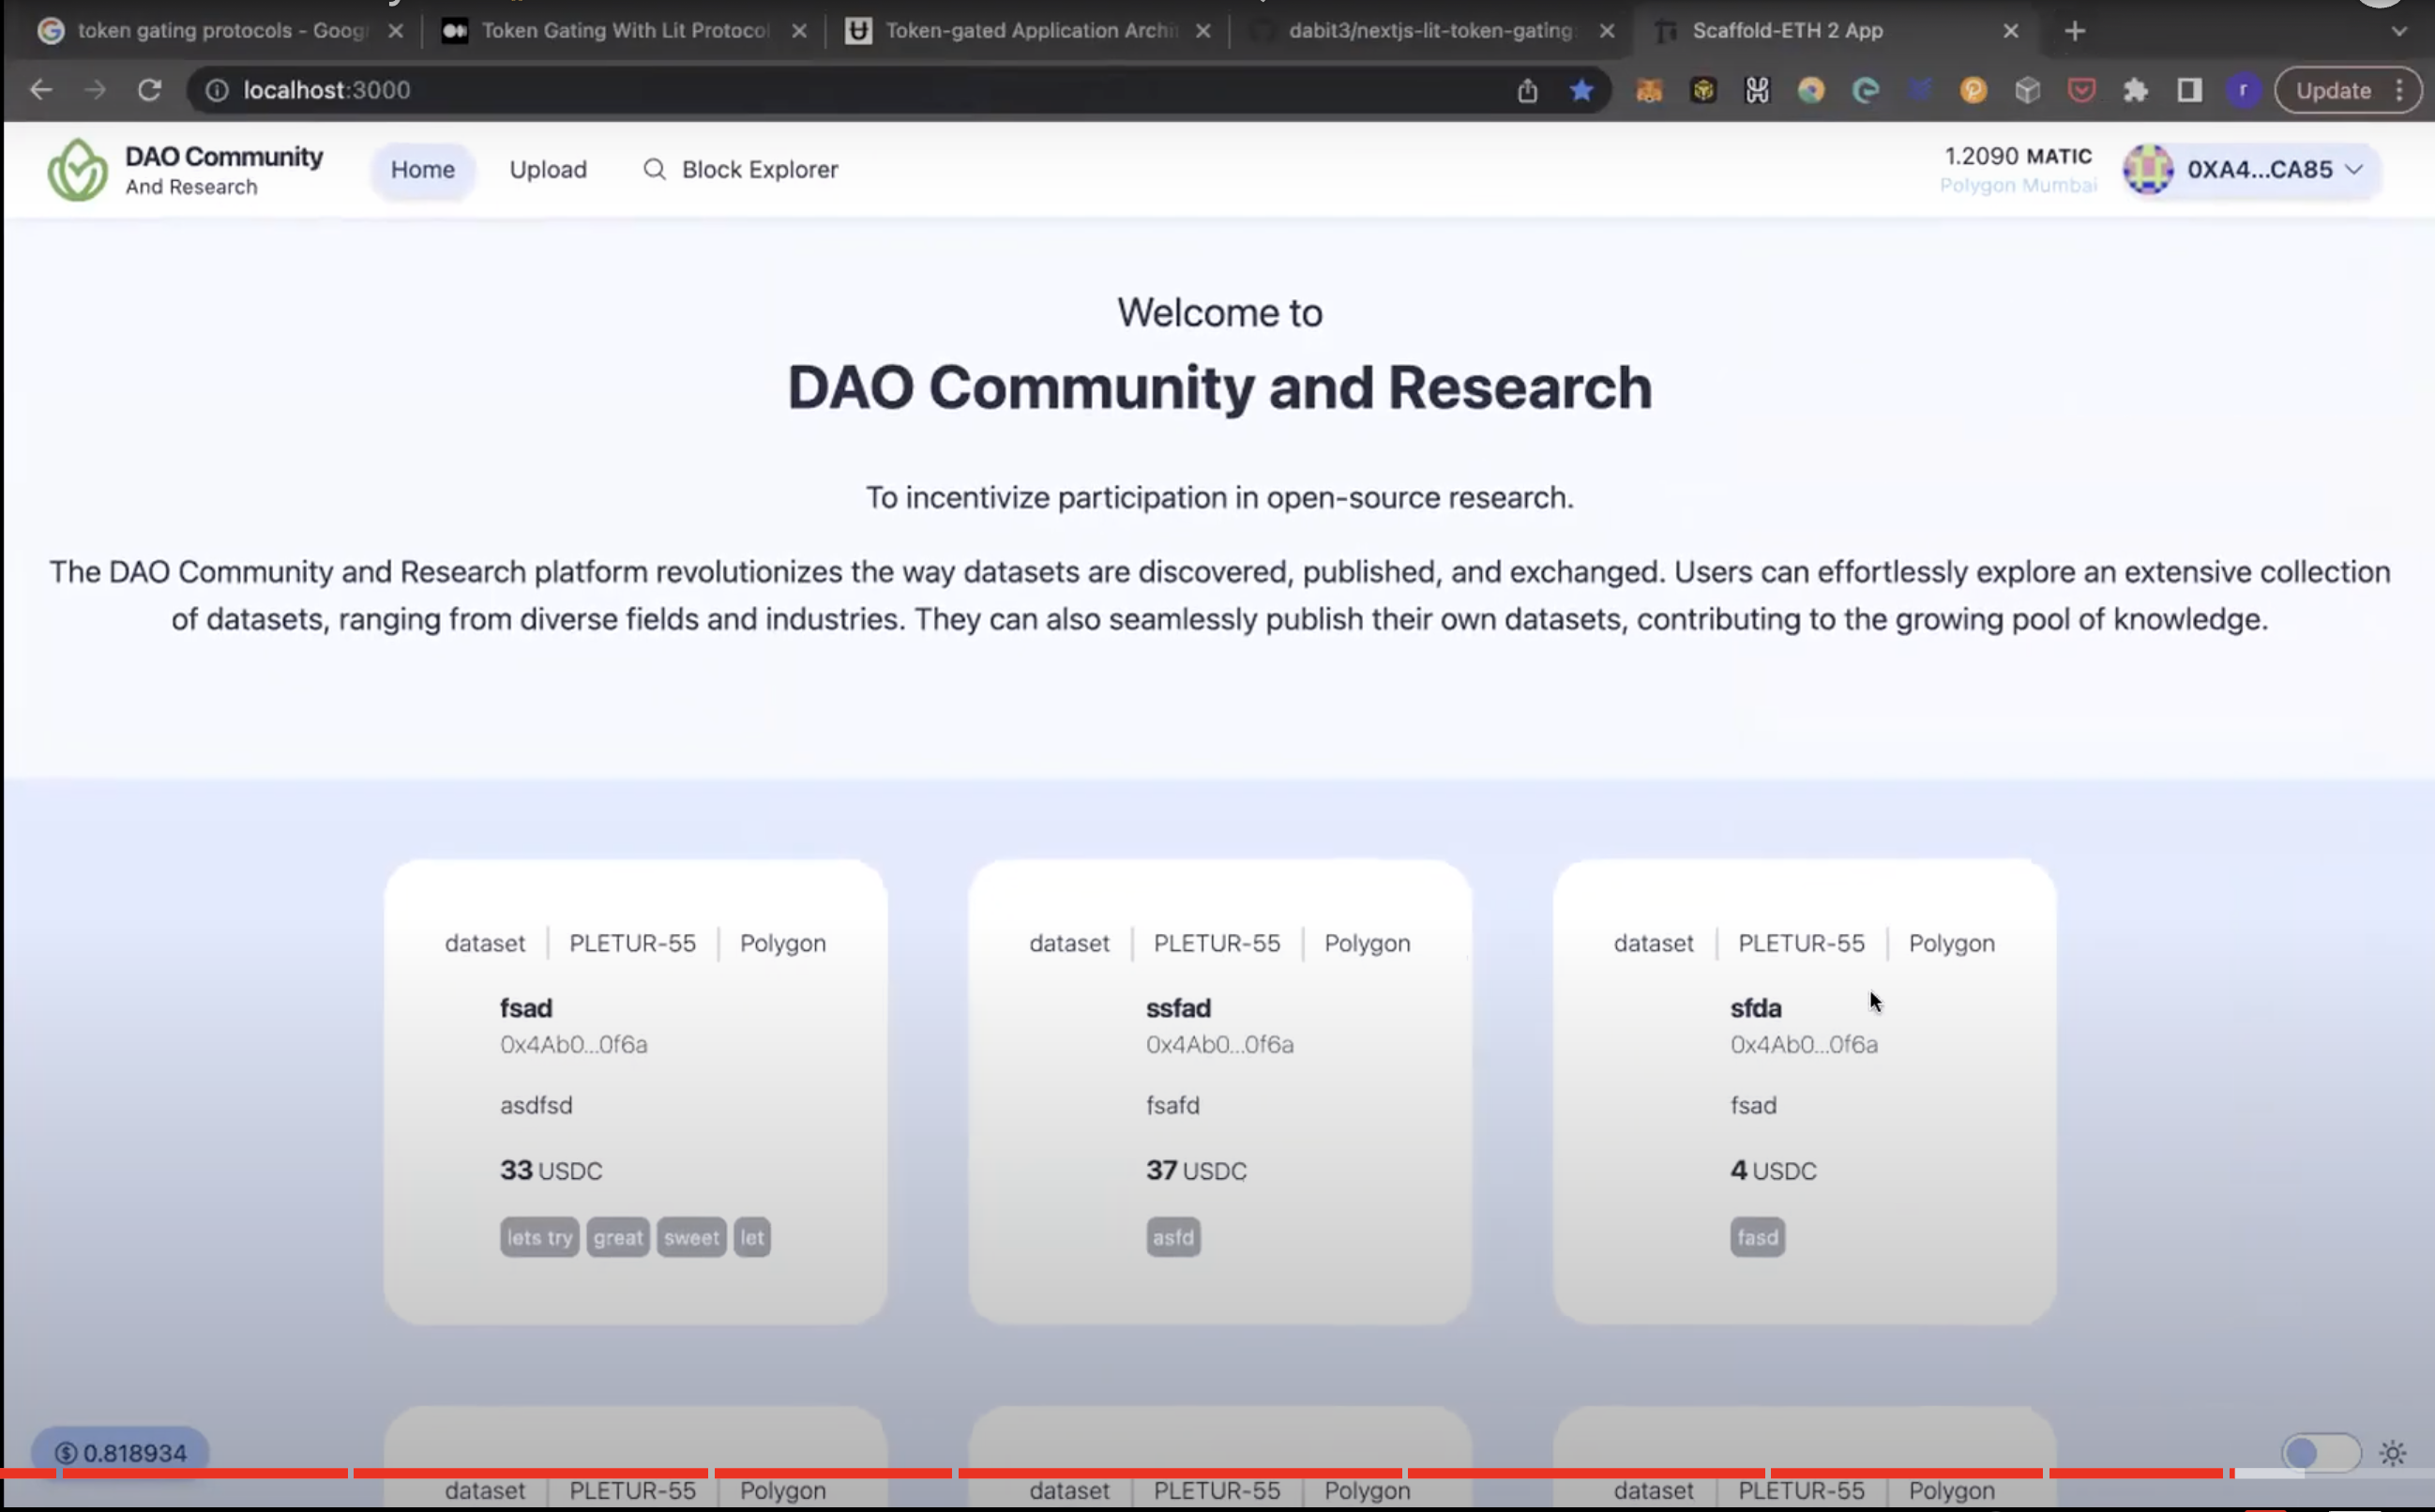 token gating protocols - Goog
Token Gating With Lit Protocol
Token-gated Application Archi
dabit3/nextjs-lit-token-gating
Scaffold-ETH 2 App
localhost:3000
r
Update
DAO Community
And Research
Home
Upload
Block Explorer
1.2090 MATIC
Polygon Mumbai
0XA4...CA85
Welcome to
DAO Community and Research
To incentivize participation in open-source research.
The DAO Community and Research platform revolutionizes the way datasets are discovered, published, and exchanged. Users can effortlessly explore an extensive collection
of datasets, ranging from diverse fields and industries. They can also seamlessly publish their own datasets, contributing to the growing pool of knowledge.
dataset PLETUR-55 Polygon
fsad
0x4Ab0...0f6a
asdfsd
33 USDC
lets try great sweet let
dataset PLETUR-55 Polygon
ssfad
0x4Ab0...0f6a
fsafd
37 USDC
asfd
dataset PLETUR-55 Polygon
sfda
0x4Ab0...0f6a
fsad
4 USDC
fasd
0.818934
dataset PLETUR-55 Polygon
dataset PLETUR-55 Polygon
dataset PLETUR-55 Polygon